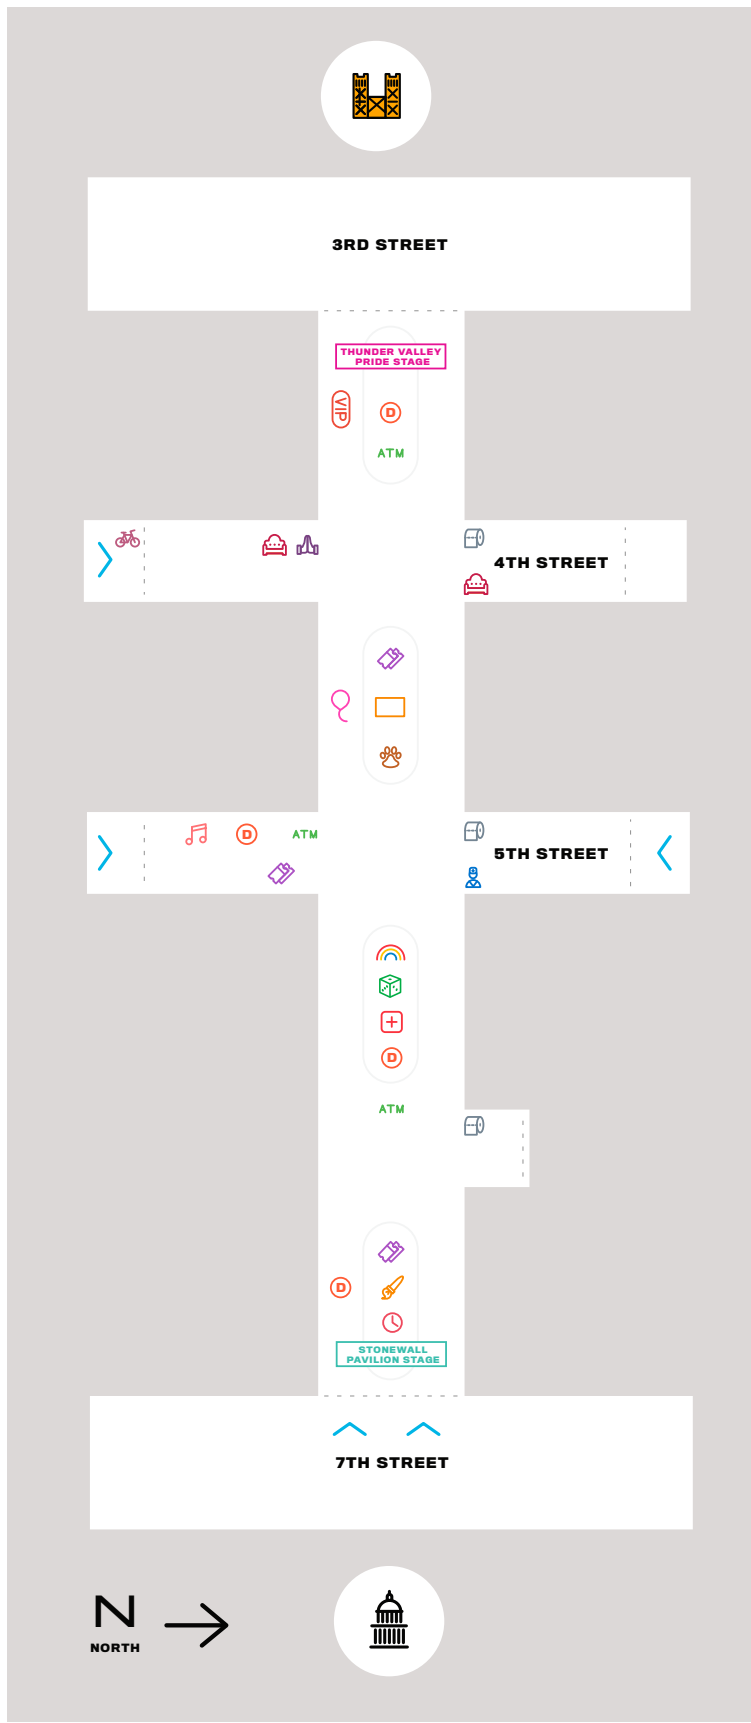 3RD STREET
THUNDER VALLEY
PRIDE STAGE
VIP
D
ATM
4TH STREET
D
ATM
5TH STREET
D
ATM
D
STONEWALL
PAVILION STAGE
7TH STREET
N
NORTH